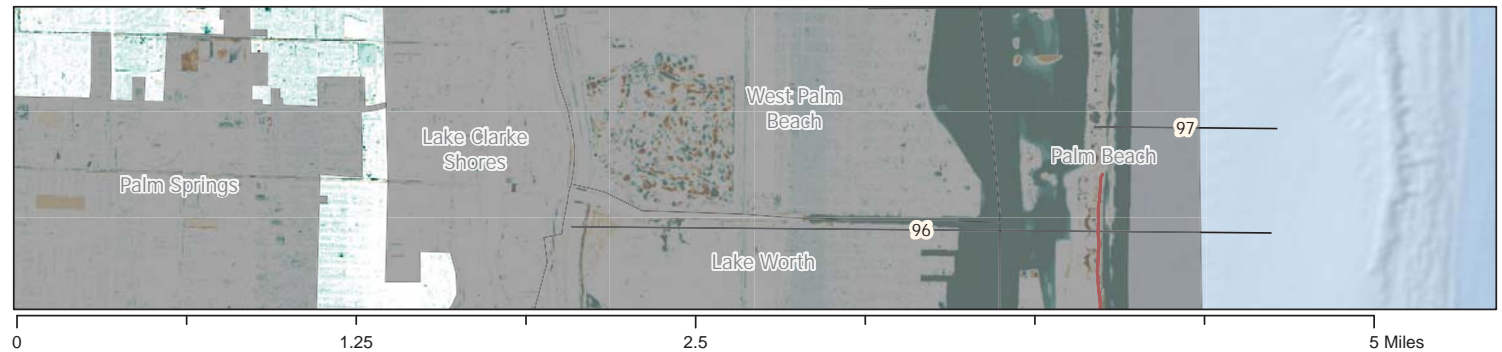 West Palm
Beach
Lake Clarke
Shores
97
Palm Beach
Palm Springs
96
Lake Worth
0
1.25
2.5
5 Miles